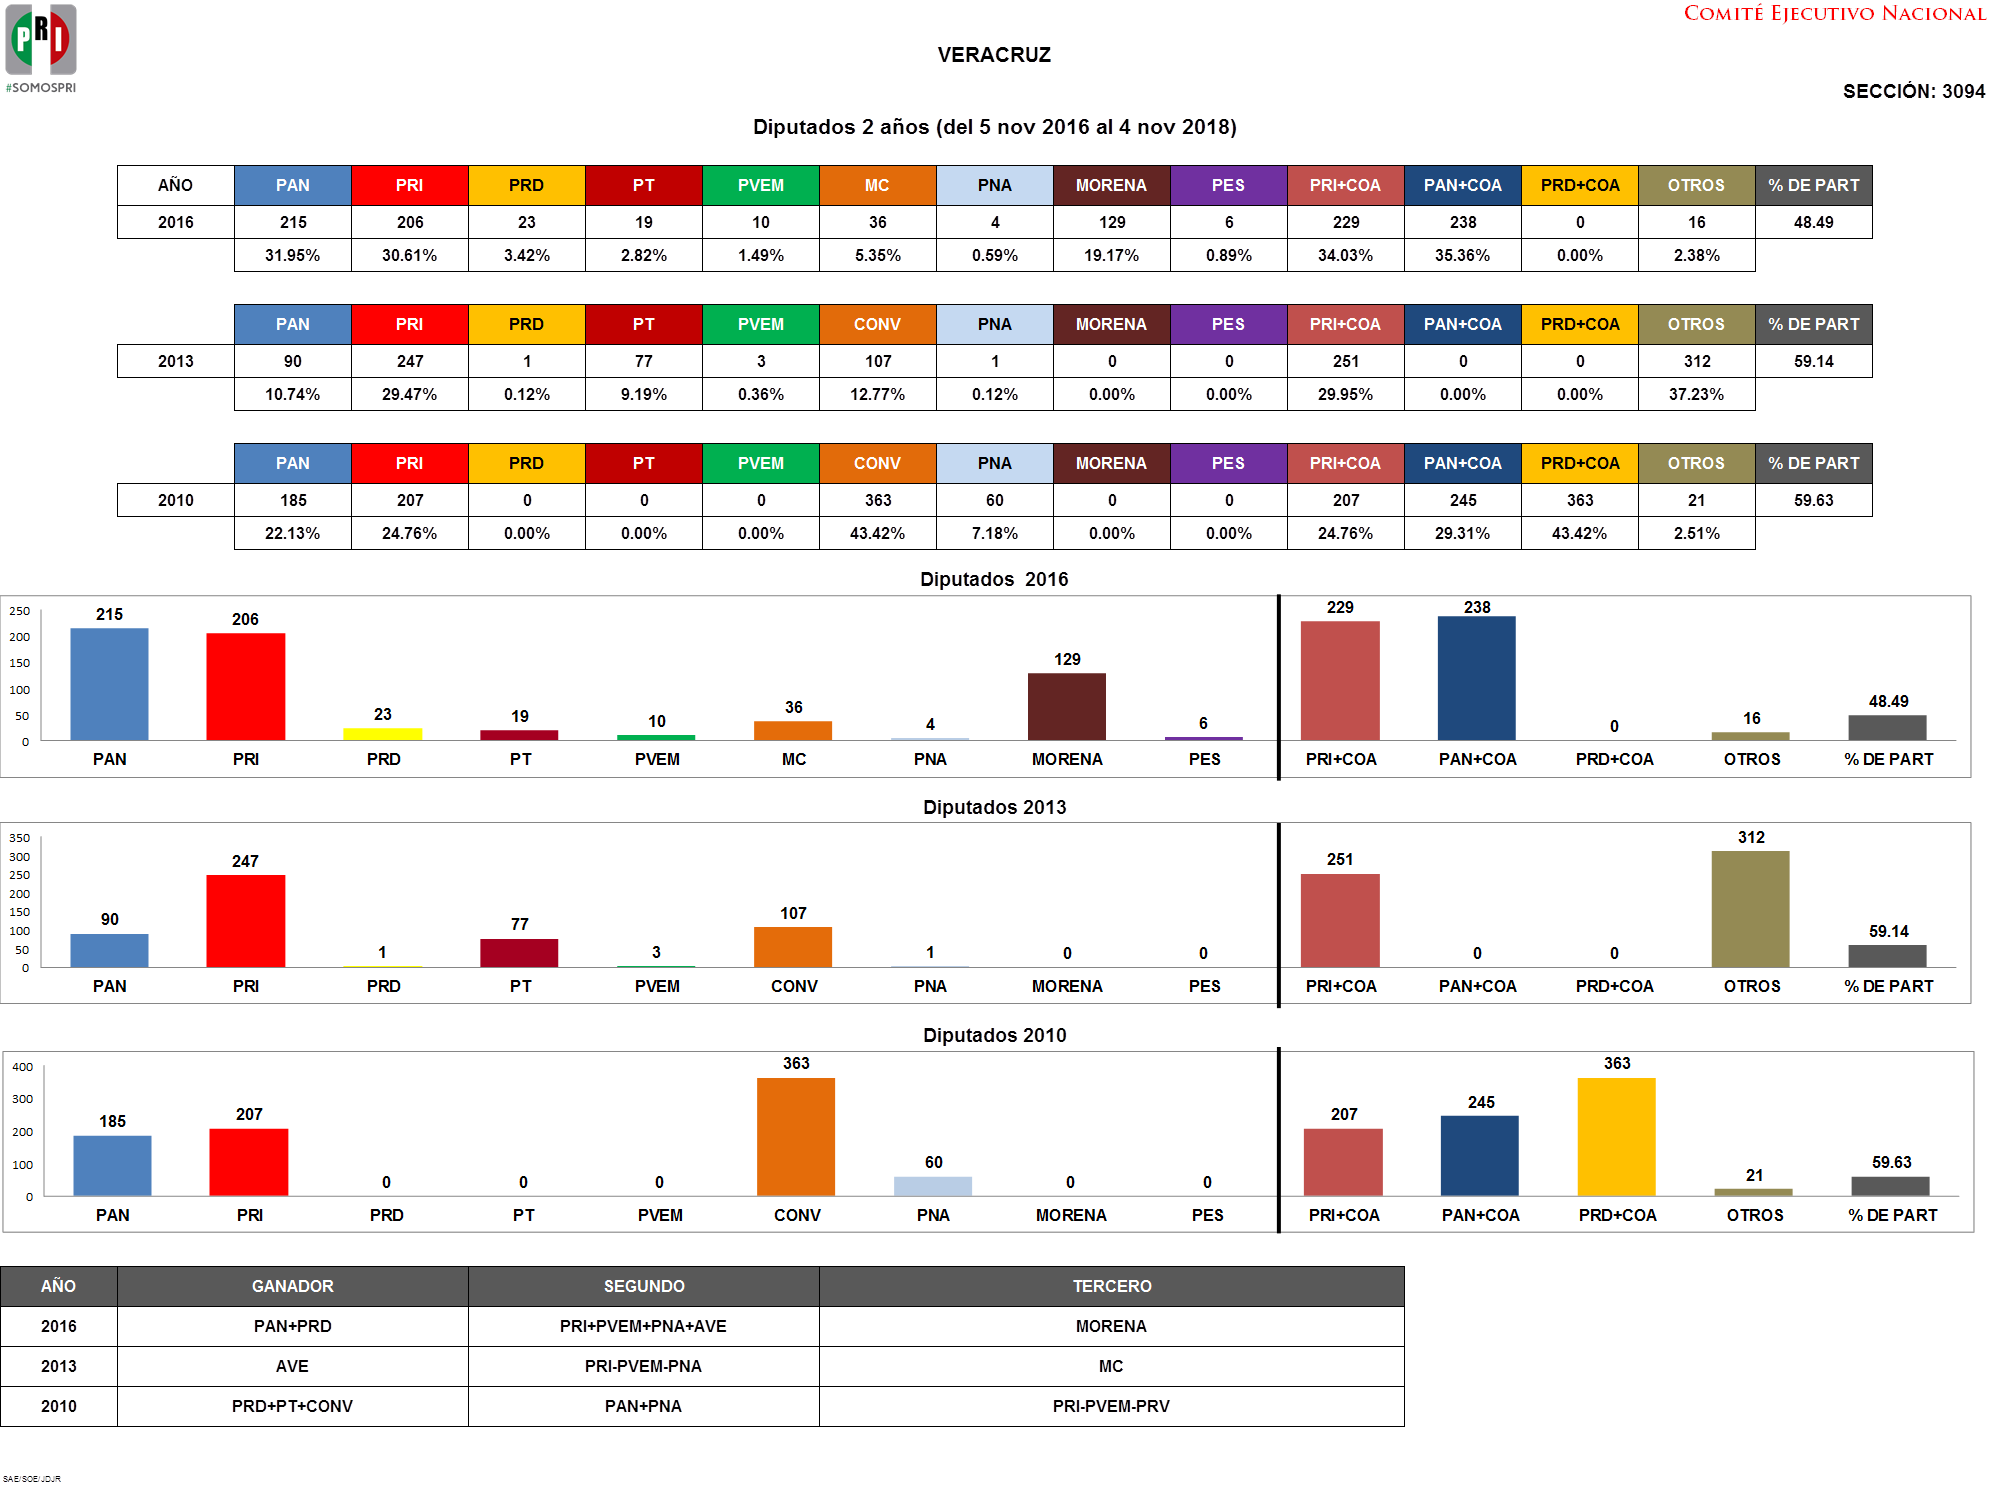 COMITÉ EJECUTIVO NACIONAL
PRI
#SOMOSPRI
VERACRUZ
SECCIÓN: 3094
Diputados 2 años (del 5 nov 2016 al 4 nov 2018)
AÑO PAN PRI PRD PT PVEM MC PNA MORENA PES PRI+COA PAN+COA PRD+COA OTROS % DE PART
2016 215 206 23 19 10 36 4 129 6 229 238 0 16 48.49
31.95% 30.61% 3.42% 2.82% 1.49% 5.35% 0.59% 19.17% 0.89% 34.03% 35.36% 0.00% 2.38%
PAN PRI PRD PT PVEM CONV PNA MORENA PES PRI+COA PAN+COA PRD+COA OTROS % DE PART
2013 90 247 1 77 3 107 1 0 0 251 0 0 312 59.14
10.74% 29.47% 0.12% 9.19% 0.36% 12.77% 0.12% 0.00% 0.00% 29.95% 0.00% 0.00% 37.23%
PAN PRI PRD PT PVEM CONV PNA MORENA PES PRI+COA PAN+COA PRD+COA OTROS % DE PART
2010 185 207 0 0 0 363 60 0 0 207 245 363 21 59.63
22.13% 24.76% 0.00% 0.00% 0.00% 43.42% 7.18% 0.00% 0.00% 24.76% 29.31% 43.42% 2.51%
Diputados 2016
250
200
150
100
50
0
215 206 23 19 10 36 4 129 6 229 238 0 16 48.49
PAN PRI PRD PT PVEM MC PNA MORENA PES PRI+COA PAN+COA PRD+COA OTROS % DE PART
Diputados 2013
350
300
250
200
150
100
50
0
90 247 1 77 3 107 1 0 0 251 0 0 312 59.14
PAN PRI PRD PT PVEM CONV PNA MORENA PES PRI+COA PAN+COA PRD+COA OTROS % DE PART
Diputados 2010
400
300
200
100
0
185 207 0 0 0 363 60 0 0 207 245 363 21 59.63
PAN PRI PRD PT PVEM CONV PNA MORENA PES PRI+COA PAN+COA PRD+COA OTROS % DE PART
AÑO GANADOR SEGUNDO TERCERO
2016 PAN+PRD PRI+PVEM+PNA+AVE MORENA
2013 AVE PRI-PVEM-PNA MC
2010 PRD+PT+CONV PAN+PNA PRI-PVEM-PRV
SAE/SOE/JDJR